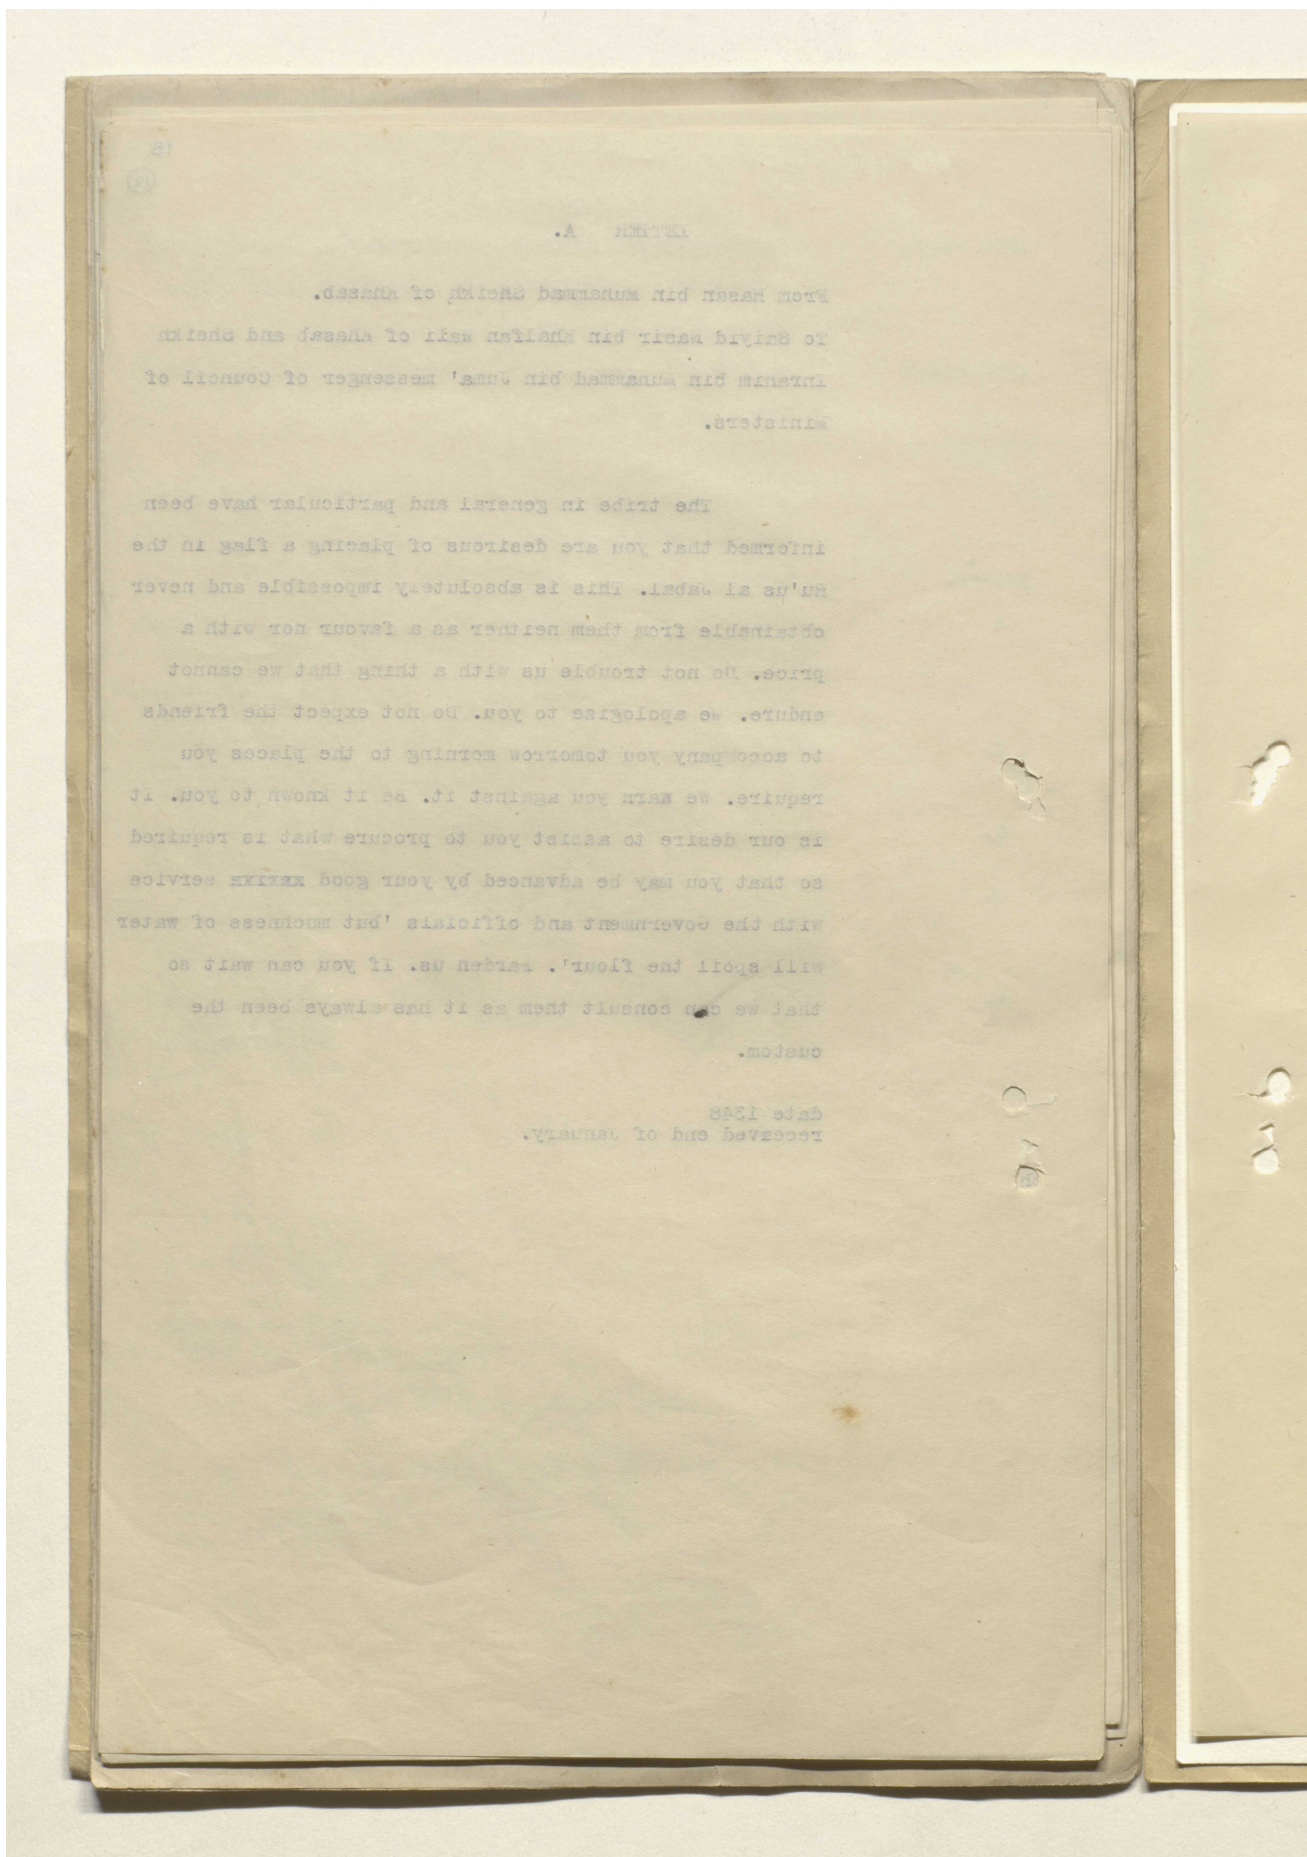 18
19
LETTER A.
From Hasan bin Muhammad Sheikh of Khasab.
To Saiyid Nasir bin Khalfan Wali of Khasab and Sheikh
Ibrahim bin Muhammad bin Juma' messenger of Council of
Ministers.
The tribe in general and particular have been
informed that you are desirous of placing a flag in the
Ru'us al Jabal. This is absolutely impossible and never
obtainable from them neither as a favour nor with a
price. Do not trouble us with a thing that we cannot
endure. We apologize to you. Do not expect the friends
to accompany you tomorrow morning to the places you
require. We warn you against it. Be it known to you. It
is our desire to assist you to procure what is required
so that you may be advanced by your good service
with the Government and officials 'but muchness of water
will spoil the flour'. Parden us. If you can wait so
that we can consult them as it has always been the
custom.
date 1348
received end of January.